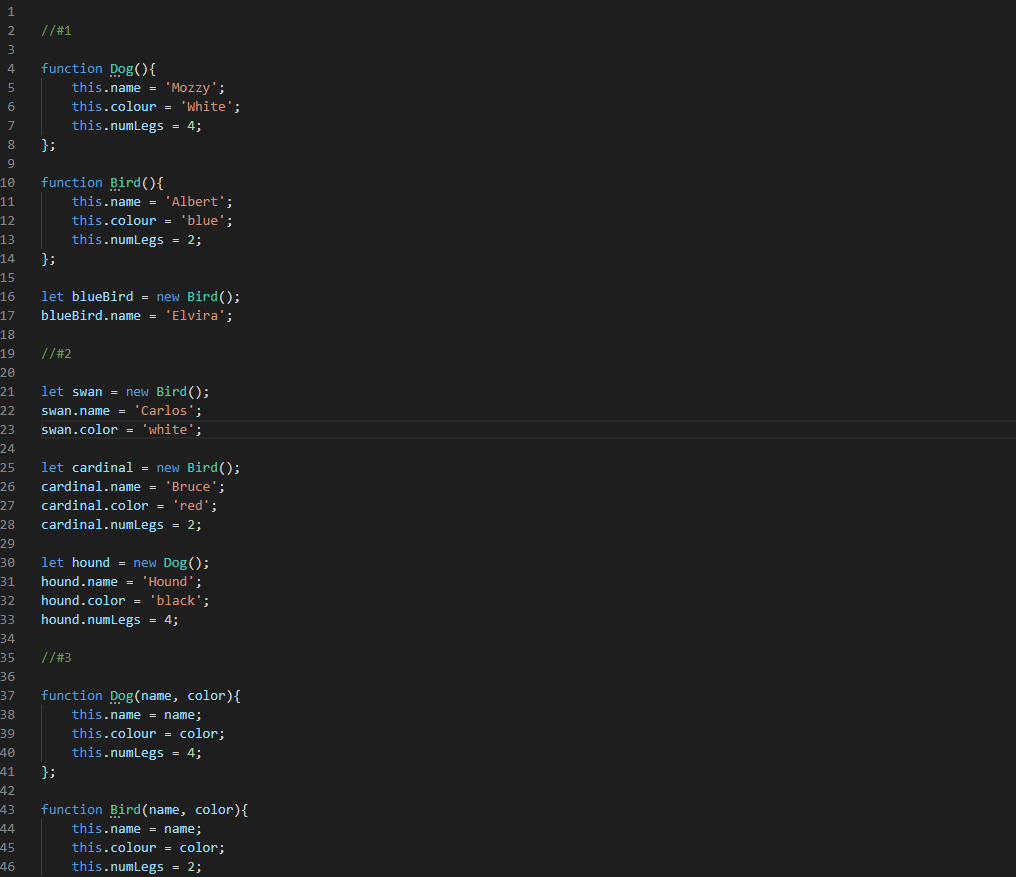 1
2 //#1
3
4 function Dog(){
5     this.name = 'Mozzy';
6     this.colour = 'White';
7     this.numLegs = 4;
8 };
9
10 function Bird(){
11     this.name = 'Albert';
12     this.colour = 'blue';
13     this.numLegs = 2;
14 };
15
16 let blueBird = new Bird();
17 blueBird.name = 'Elvira';
18
19 //#2
20
21 let swan = new Bird();
22 swan.name = 'Carlos';
23 swan.color = 'white';
24
25 let cardinal = new Bird();
26 cardinal.name = 'Bruce';
27 cardinal.color = 'red';
28 cardinal.numLegs = 2;
29
30 let hound = new Dog();
31 hound.name = 'Hound';
32 hound.color = 'black';
33 hound.numLegs = 4;
34
35 //#3
36
37 function Dog(name, color){
38     this.name = name;
39     this.colour = color;
40     this.numLegs = 4;
41 };
42
43 function Bird(name, color){
44     this.name = name;
45     this.colour = color;
46     this.numLegs = 2;